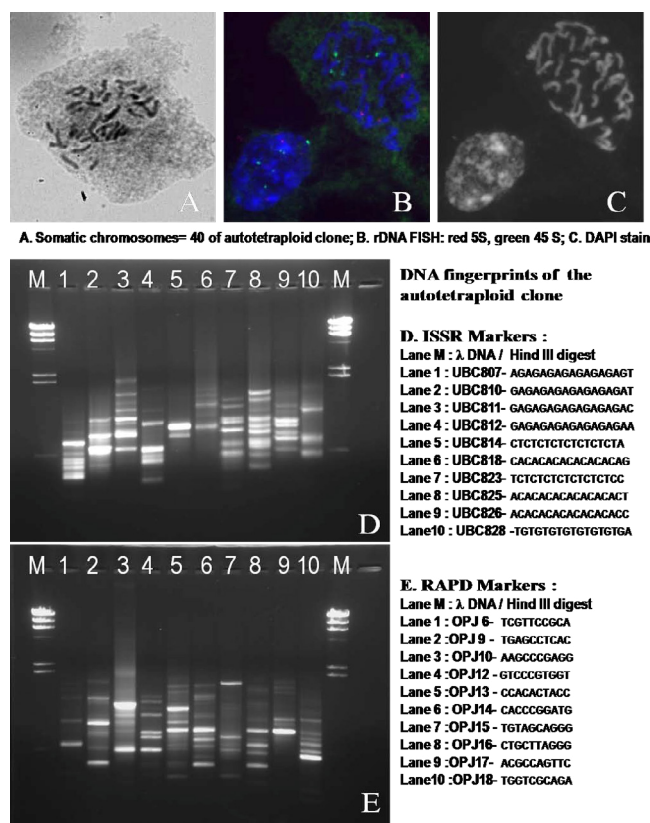 A
B
C
A. Somatic chromosomes= 40 of autotetraploid clone; B. rDNA FISH: red 5S, green 45 S; C. DAPI stain
M 1 2 3 4 5 6 7 8 9 10 M
D
DNA fingerprints of the
autotetraploid clone
D. ISSR Markers :
Lane M : λ DNA / Hind III digest
Lane 1 : UBC807- AGAGAGAGAGAGAGAGT
Lane 2 : UBC810- GAGAGAGAGAGAGAGAT
Lane 3 : UBC811- GAGAGAGAGAGAGAGAC
Lane 4 : UBC812- GAGAGAGAGAGAGAGAA
Lane 5 : UBC814- CTCTCTCTCTCTCTCTA
Lane 6 : UBC818- CACACACACACACACAG
Lane 7 : UBC823- TCTCTCTCTCTCTCTCC
Lane 8 : UBC825- ACACACACACACACACT
Lane 9 : UBC826- ACACACACACACACACC
Lane10 : UBC828 -TGTGTGTGTGTGTGTGA
M 1 2 3 4 5 6 7 8 9 10 M
E
E. RAPD Markers :
Lane M : λ DNA / Hind III digest
Lane 1 : OPJ 6- TCGTTCCGCA
Lane 2 : OPJ 9 - TGAGCCTCAC
Lane 3 : OPJ10- AAGCCCGAGG
Lane 4 : OPJ12 -GTCCCGTGGT
Lane 5 : OPJ13 - CCACACTACC
Lane 6 : OPJ14- CACCCGGATG
Lane 7 : OPJ15- TGTAGCAGGG
Lane 8 : OPJ16- CTGCTTAGGG
Lane 9 : OPJ17- ACGCCAGTTC
Lane10 :OPJ18- TGGTCGCAGA